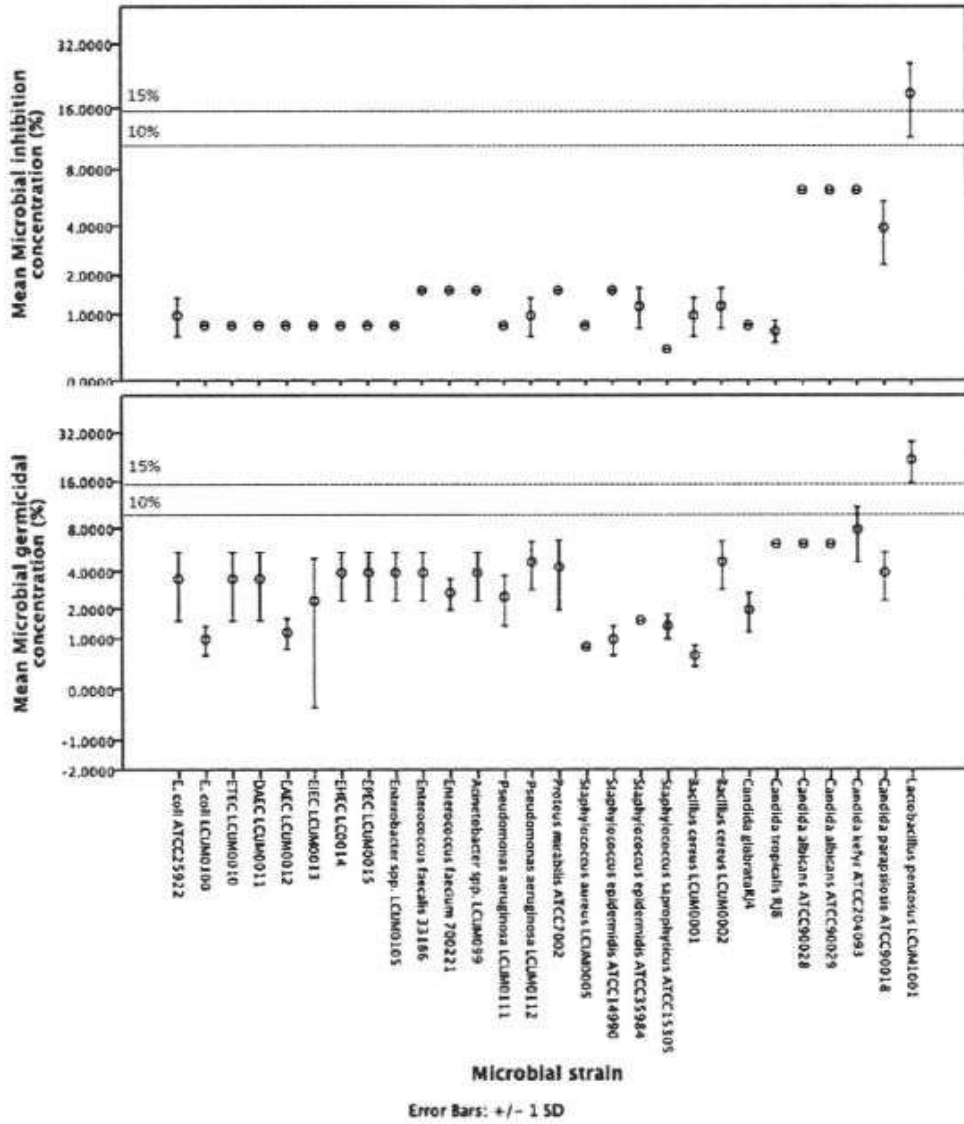 Mean Microbial inhibition
concentration (%)
32.0000
15%
16.0000
10%
8.0000
4.0000
2.0000
1.0000
0.0000
Mean Microbial germicidal
concentration (%)
32.0000
15%
16.0000
10%
8.0000
4.0000
2.0000
1.0000
0.0000
-1.0000
-2.0000
E. coli ATCC25922
E. coli LCUM0100
ETEC LCUM0010
DAEC LCUM0011
EAEC LCUM0012
EIEC LCUM0013
EHEC LC0014
EPEC LCUM0015
Enterobacter spp. LCUM0105
Enterococcus faecalis 33186
Enterococcus faecium 700221
Acinetobacter spp. LCUM099
Pseudomonas aeruginosa LCUM0111
Pseudomonas aeruginosa LCUM0112
Proteus mirabilis ATCC7002
Staphylococcus aureus LCUM0005
Staphylococcus epidermidis ATCC14990
Staphylococcus epidermidis ATCC35984
Staphylococcus saprophyticus ATCC15305
Bacillus cereus LCUM0001
Bacillus cereus LCUM0002
Candida glabrataRJ4
Candida tropicalis RJ8
Candida albicans ATCC90028
Candida albicans ATCC90029
Candida kefyr ATCC204093
Candida parapsilosis ATCC90018
Lactobacillus pentosus LCUM1001
Microbial strain
Error Bars: +/- 1 SD